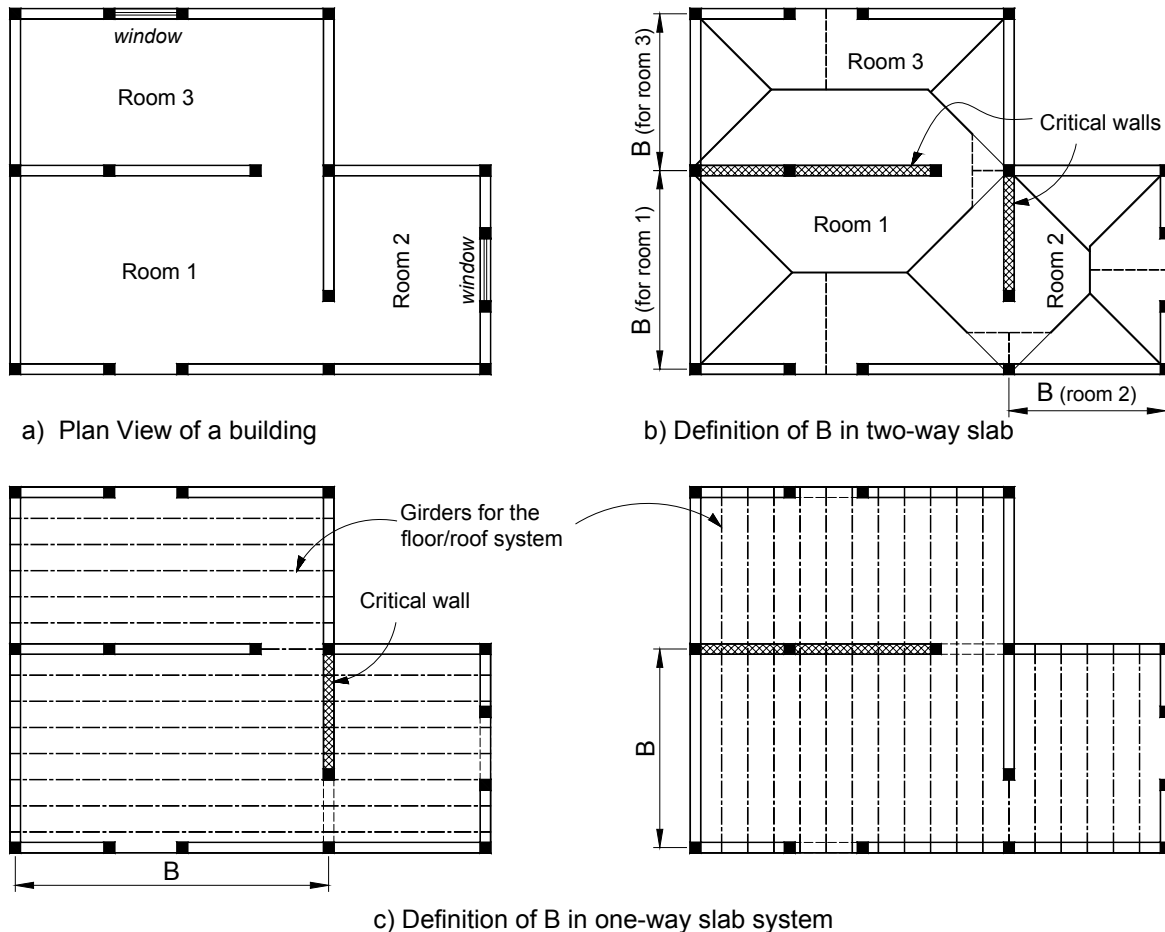 window
Room 3
Room 1
Room 2
window
a) Plan View of a building
B (for room 3)
Room 3
Critical walls
B (for room 1)
Room 1
Room 2
B (room 2)
b) Definition of B in two-way slab
Girders for the
floor/roof system
Critical wall
B
B
c) Definition of B in one-way slab system